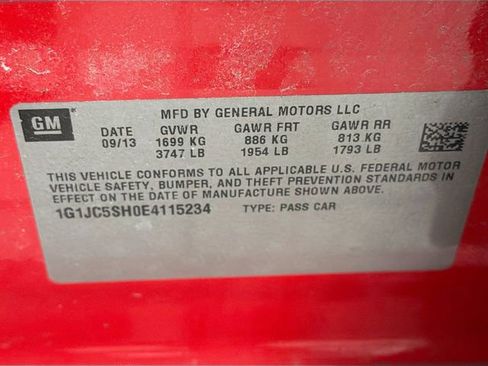 GM
MFD BY GENERAL MOTORS LLC
DATE GVWR GAWR FRT GAWR RR
09/13 1699 KG 886 KG 813 KG
3747 LB 1954 LB 1793 LB
THIS VEHICLE CONFORMS TO ALL APPLICABLE U.S. FEDERAL MOTOR
VEHICLE SAFETY, BUMPER, AND THEFT PREVENTION STANDARDS IN
EFFECT ON THE DATE OF MANUFACTURE SHOWN ABOVE.
1G1JC5SH0E4115234 TYPE: PASS CAR